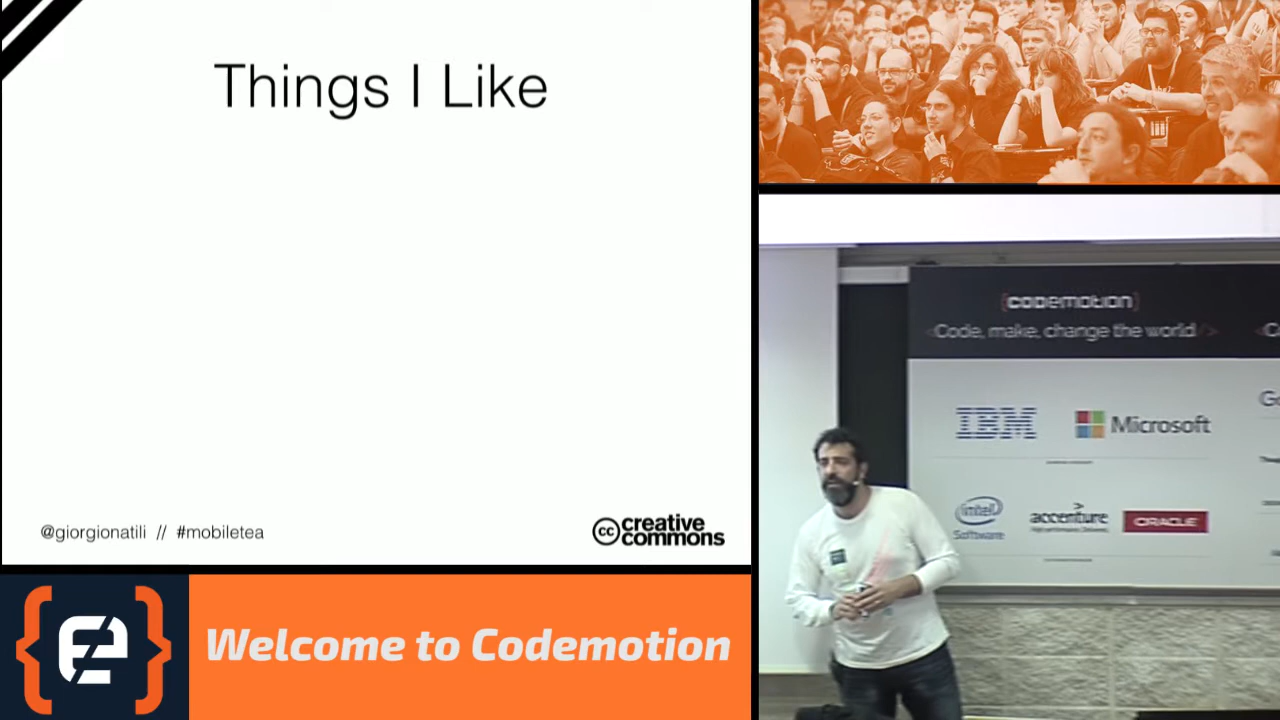 Things I Like
@giorgionatili // #mobiletea
cc creative
commons
Welcome to Codemotion
{codemotion}
<Code, make, change the world/>
IBM
Microsoft
intel
Software
accenture
ORACLE